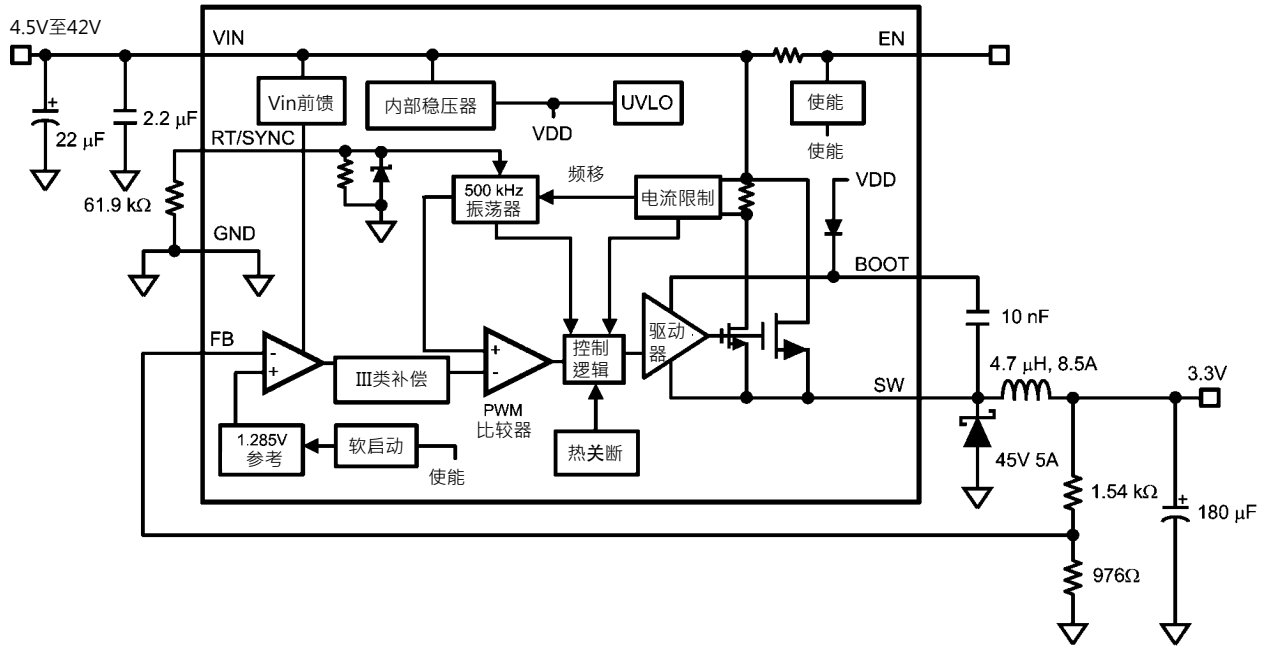 4.5V至42V
VIN
EN
Vin前馈
内部稳压器
UVLO
使能
VDD
使能
22 μF
2.2 μF
RT/SYNC
61.9 kΩ
500 kHz
振荡器
频移
电流限制
VDD
GND
BOOT
10 nF
FB
-
+
III类补偿
+
-
PWM
比较器
控制
逻辑
驱动
器
SW
4.7 μH, 8.5A
3.3V
1.285V
参考
软启动
使能
热关断
45V 5A
1.54 kΩ
+
180 μF
976Ω